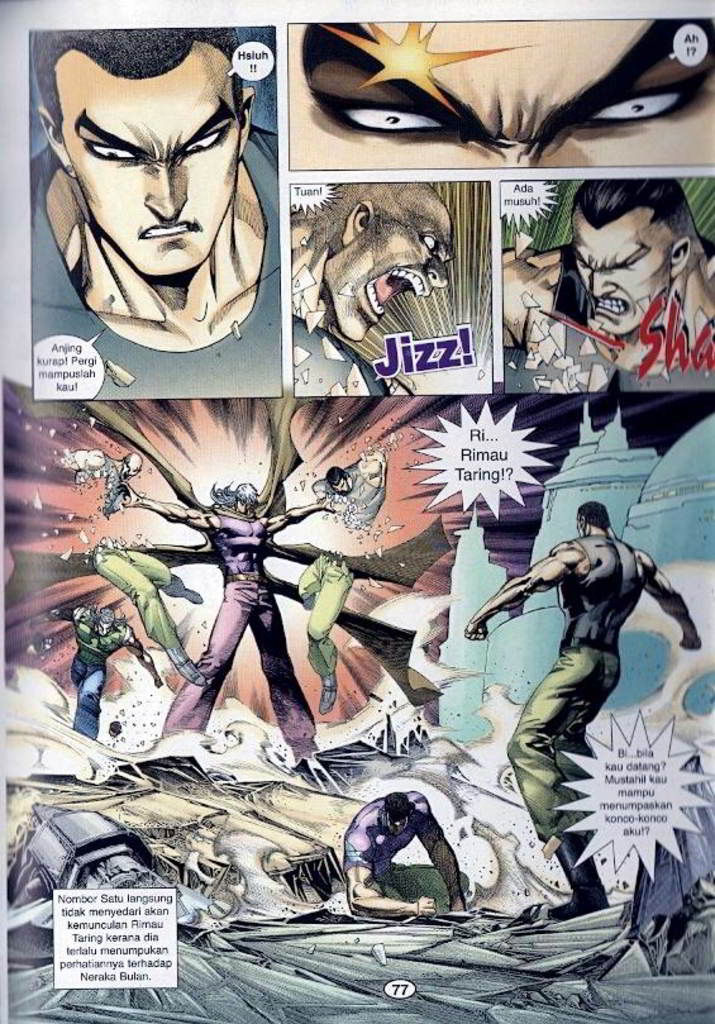 Hsiuh
!!
Anjing
kurap! Pergi
mampuslah
kau!
Ah
!?
Tuan!
Jizz!
Ada
musuh!
Sha
Ri...
Rimau
Taring!?
Bi...bila
kau datang?
Mustahil kau
mampu
menumpaskan
konco-konco
aku!?
Nombor Satu langsung
tidak menyedari akan
kemunculan Rimau
Taring kerana dia
terlalu menumpukan
perhatiannya terhadap
Neraka Bulan.
77